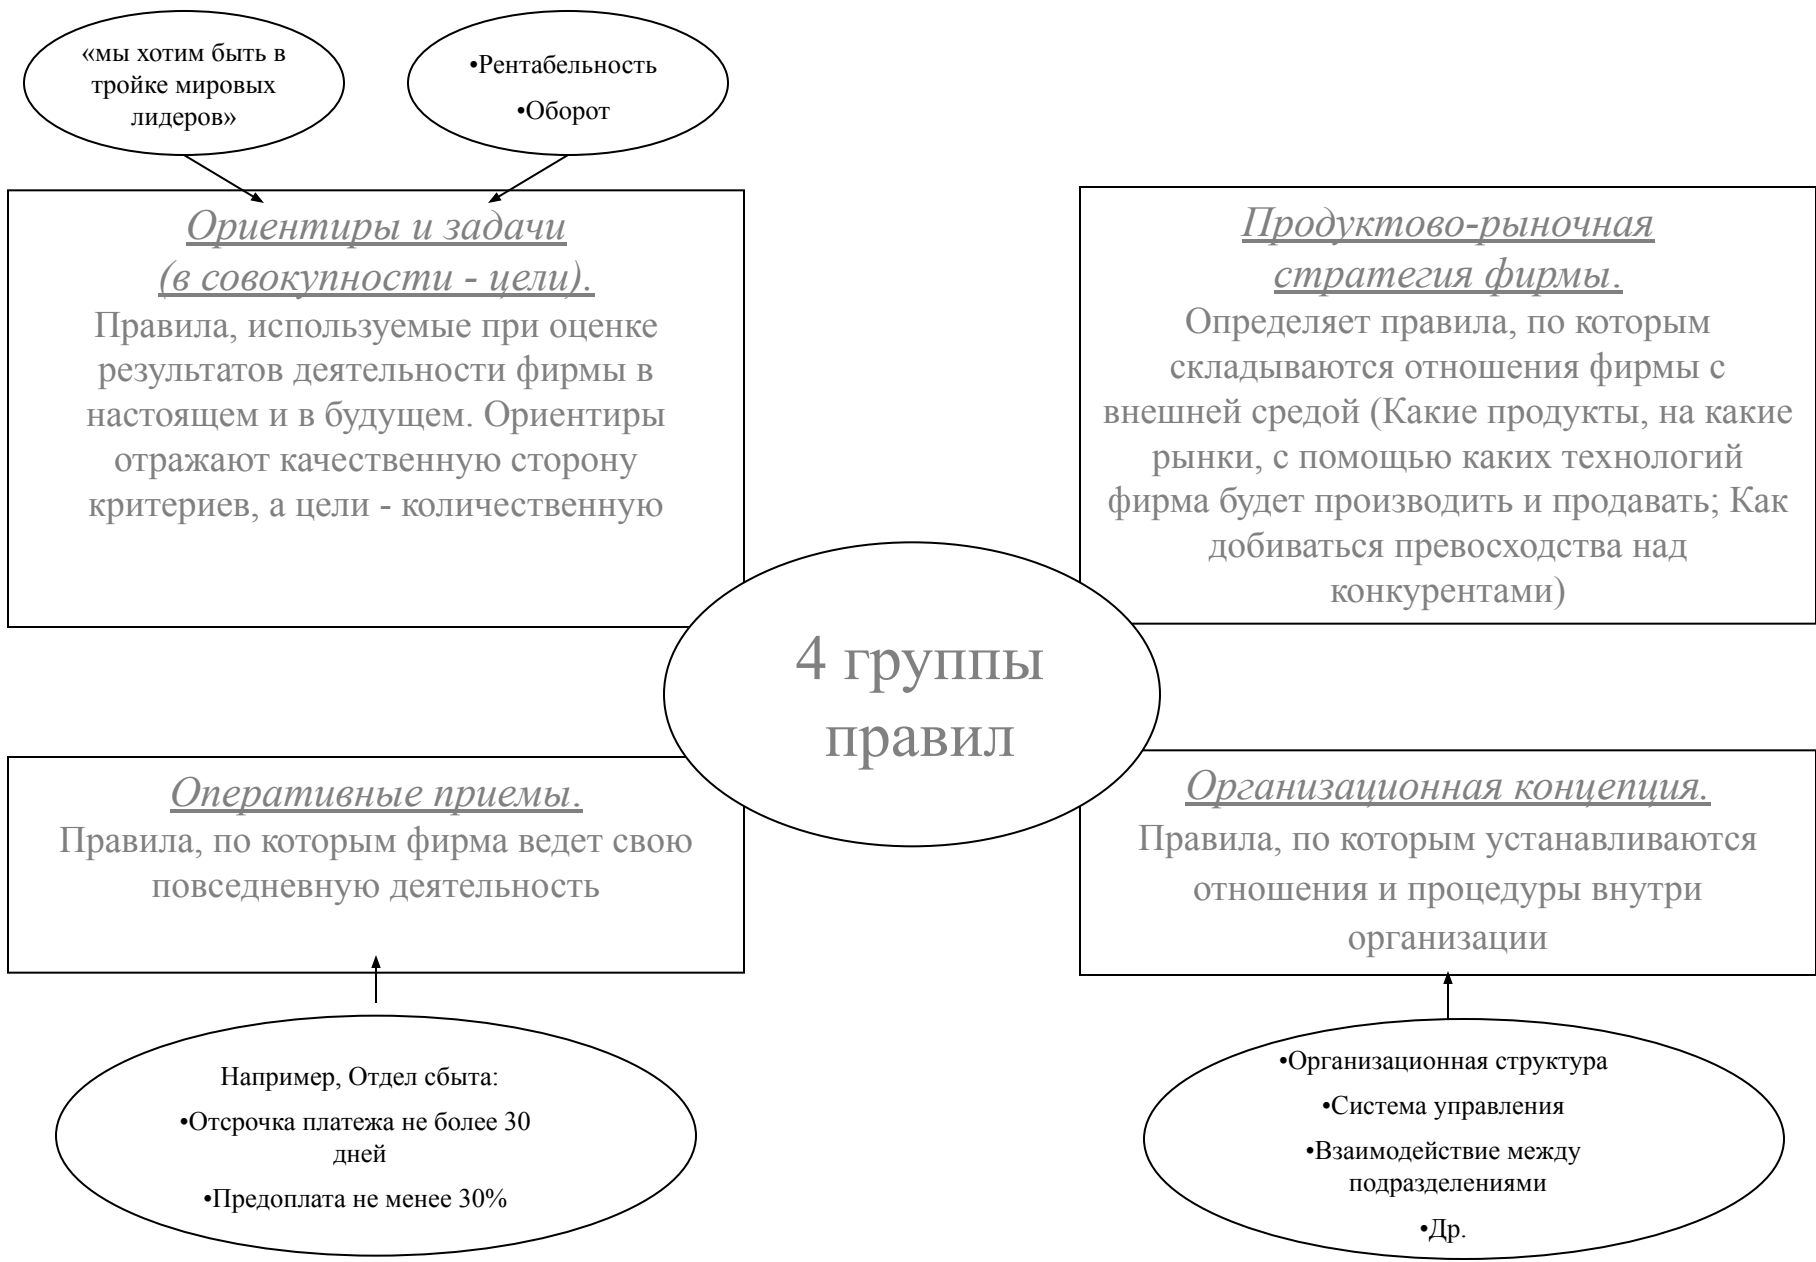 «мы хотим быть в
тройке мировых
лидеров»
•Рентабельность
•Оборот
Ориентиры и задачи
(в совокупности - цели).
Правила, используемые при оценке
результатов деятельности фирмы в
настоящем и в будущем. Ориентиры
отражают качественную сторону
критериев, а цели - количественную
Продуктово-рыночная
стратегия фирмы.
Определяет правила, по которым
складываются отношения фирмы с
внешней средой (Какие продукты, на какие
рынки, с помощью каких технологий
фирма будет производить и продавать; Как
добиваться превосходства над
конкурентами)
4 группы
правил
Оперативные приемы.
Правила, по которым фирма ведет свою
повседневную деятельность
Организационная концепция.
Правила, по которым устанавливаются
отношения и процедуры внутри
организации
Например, Отдел сбыта:
•Отсрочка платежа не более 30
дней
•Предоплата не менее 30%
•Организационная структура
•Система управления
•Взаимодействие между
подразделениями
•Др.